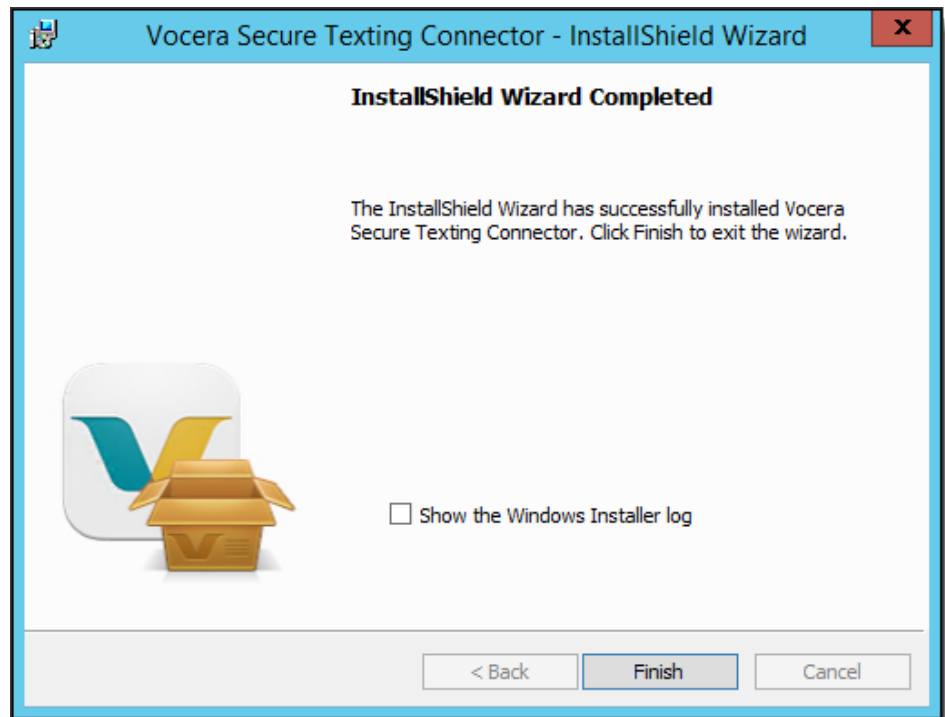 Vocera Secure Texting Connector - InstallShield Wizard
x
InstallShield Wizard Completed
The InstallShield Wizard has successfully installed Vocera
Secure Texting Connector. Click Finish to exit the wizard.
Show the Windows Installer log
< Back
Finish
Cancel